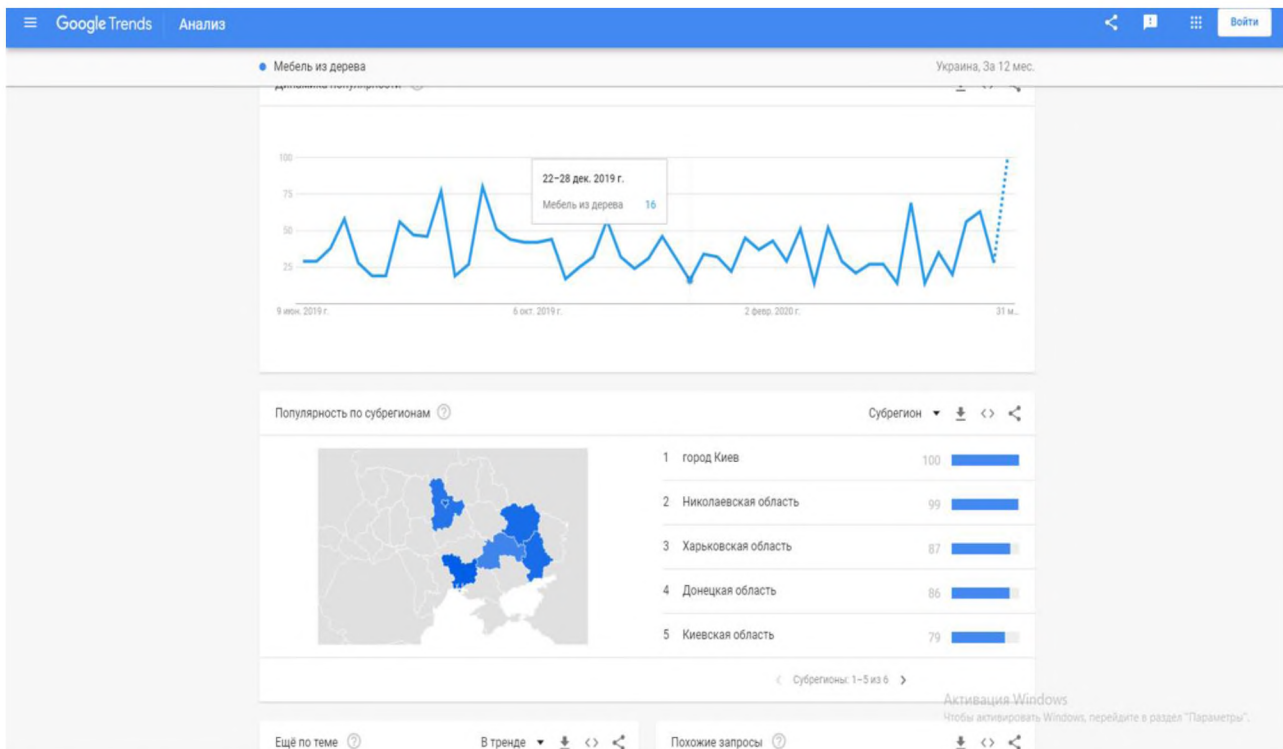 Google Trends Анализ Войти
Мебель из дерева Украина, За 12 мес.
Динамика популярности
100
75
50
25
22–28 дек. 2019 г.
Мебель из дерева 16
9 июн. 2019 г. 6 окт. 2019 г. 2 февр. 2020 г. 31 м...
Популярность по субрегионам Субрегион
1 город Киев 100
2 Николаевская область 99
3 Харьковская область 87
4 Донецкая область 86
5 Киевская область 79
Субрегионы: 1–5 из 6
Активация Windows
Чтобы активировать Windows, перейдите в раздел "Параметры".
Ещё по теме В тренде Похожие запросы